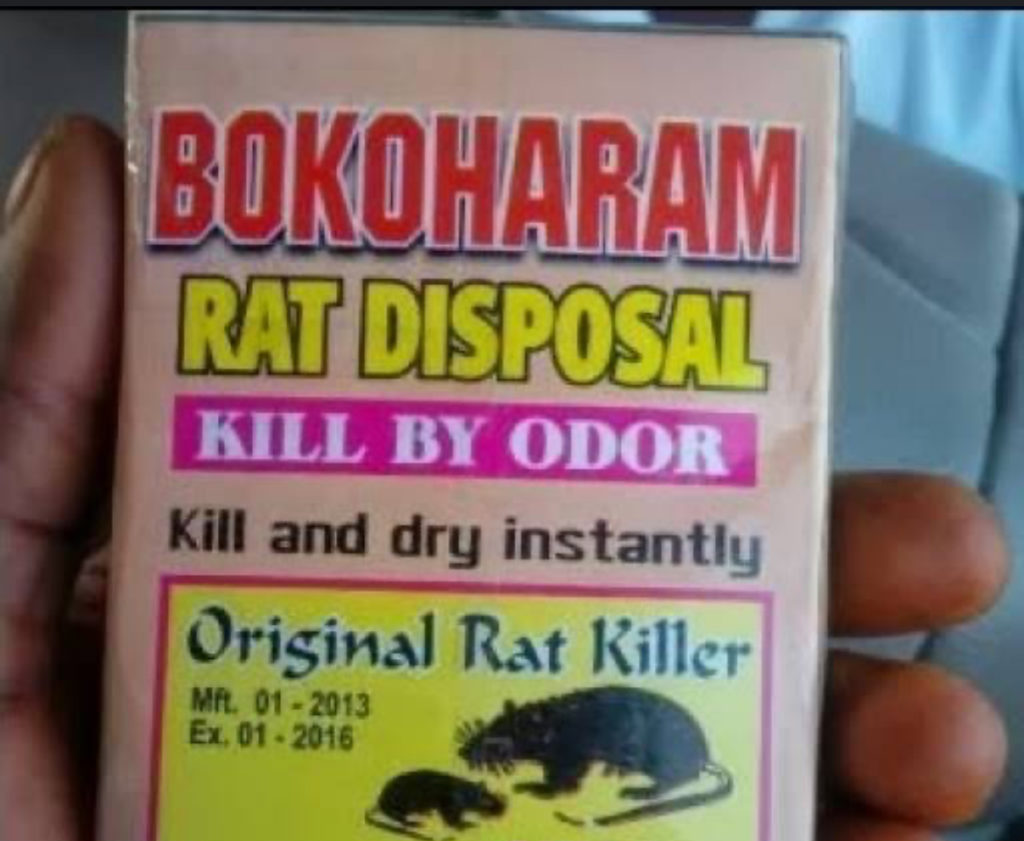 BOKOHARAM
RAT DISPOSAL
KILL BY ODOR
Kill and dry instantly
Original Rat Killer
Mft. 01 - 2013
Ex. 01 - 2016